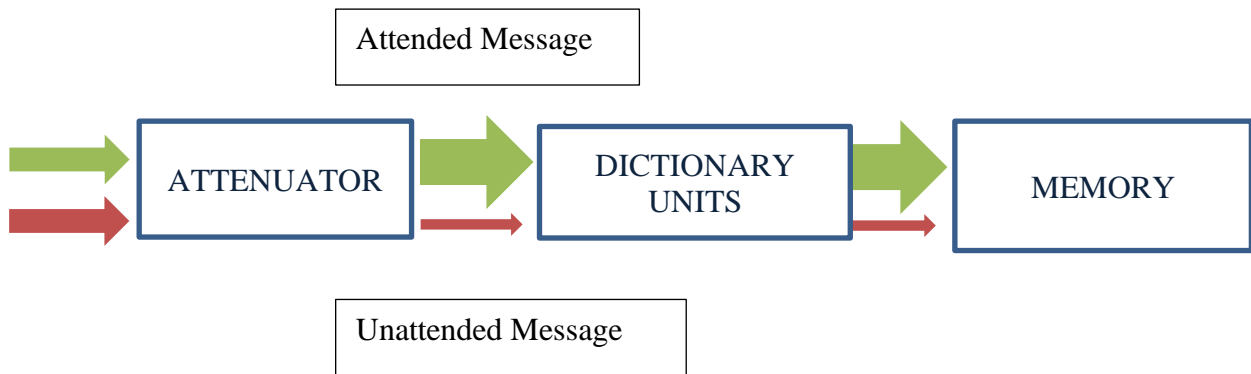 Attended Message
ATTENUATOR
DICTIONARY
UNITS
MEMORY
Unattended Message